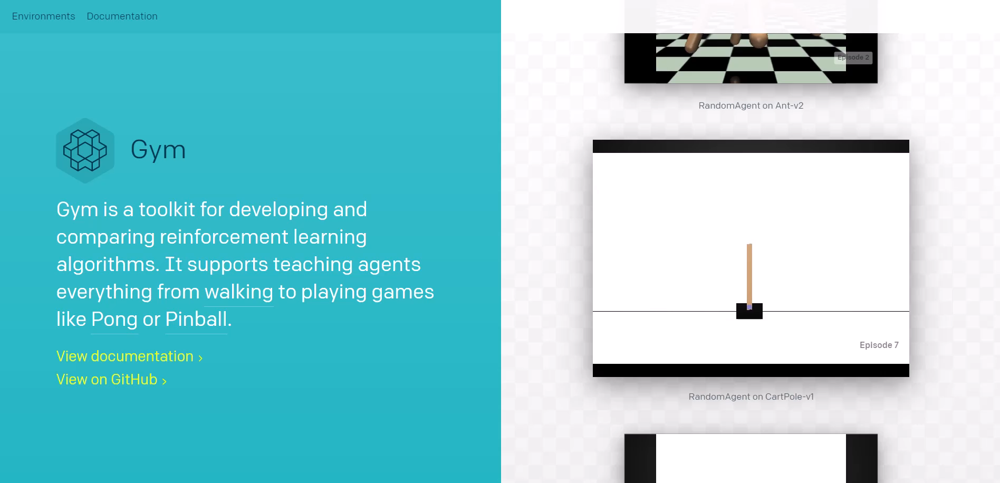 Environments Documentation
Gym
Gym is a toolkit for developing and
comparing reinforcement learning
algorithms. It supports teaching agents
everything from walking to playing games
like Pong or Pinball.
View documentation ›
View on GitHub ›
Episode 2
RandomAgent on Ant-v2
Episode 7
RandomAgent on CartPole-v1